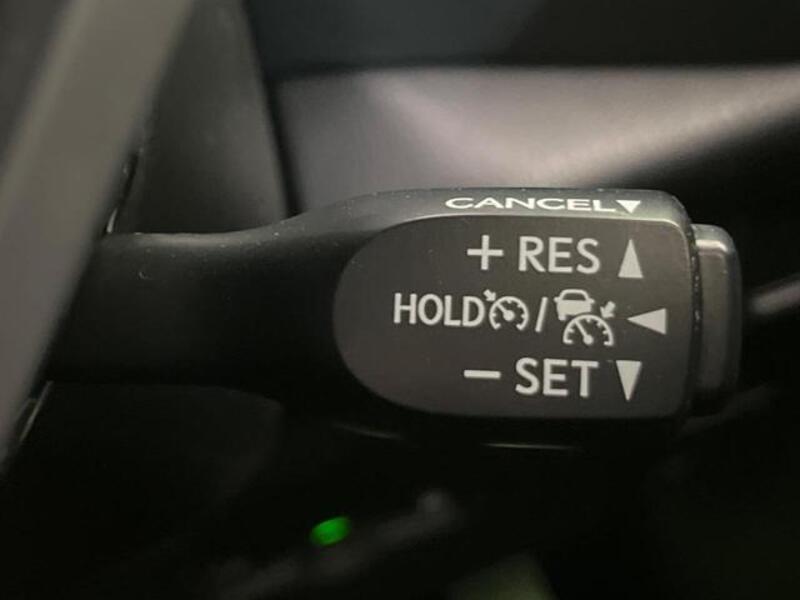 CANCEL▼
+ RES ▲
HOLD / ◀
− SET ▼